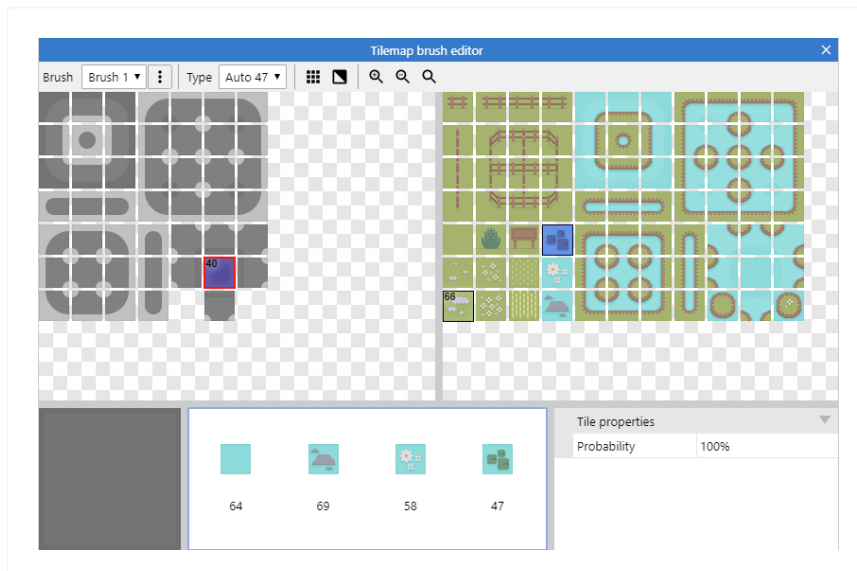 Tilemap brush editor
Brush Brush 1 Type Auto 47
40
66
64 69 58 47
Tile properties
Probability 100%